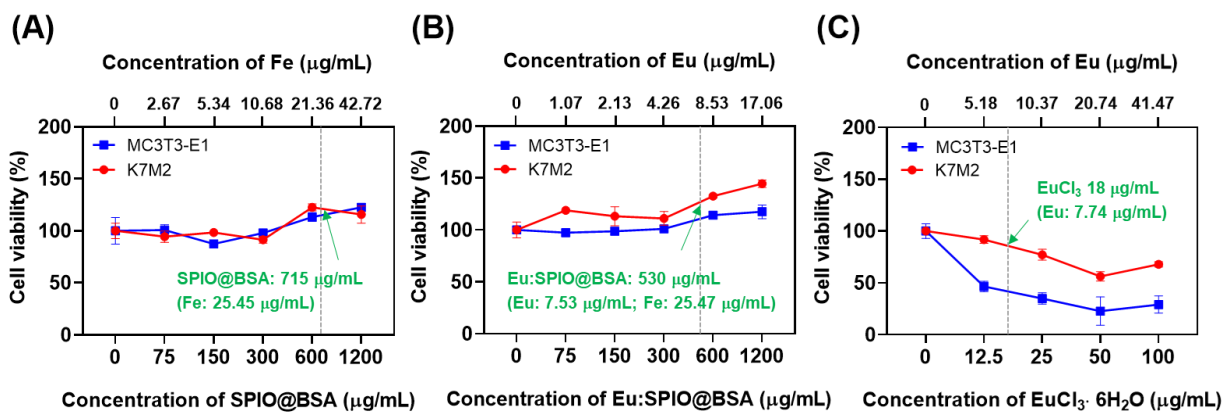 (A)
Concentration of Fe (μg/mL)
0 2.67 5.34 10.68 21.36 42.72
200
150
100
50
0
Cell viability (%)
MC3T3-E1
K7M2
SPIO@BSA: 715 μg/mL
(Fe: 25.45 μg/mL)
0 75 150 300 600 1200
Concentration of SPIO@BSA (μg/mL)
(B)
Concentration of Eu (μg/mL)
0 1.07 2.13 4.26 8.53 17.06
200
150
100
50
0
Cell viability (%)
MC3T3-E1
K7M2
Eu:SPIO@BSA: 530 μg/mL
(Eu: 7.53 μg/mL; Fe: 25.47 μg/mL)
0 75 150 300 600 1200
Concentration of Eu:SPIO@BSA (μg/mL)
(C)
Concentration of Eu (μg/mL)
0 5.18 10.37 20.74 41.47
200
150
100
50
0
Cell viability (%)
MC3T3-E1
K7M2
EuCl₃ 18 μg/mL
(Eu: 7.74 μg/mL)
0 12.5 25 50 100
Concentration of EuCl₃· 6H₂O (μg/mL)